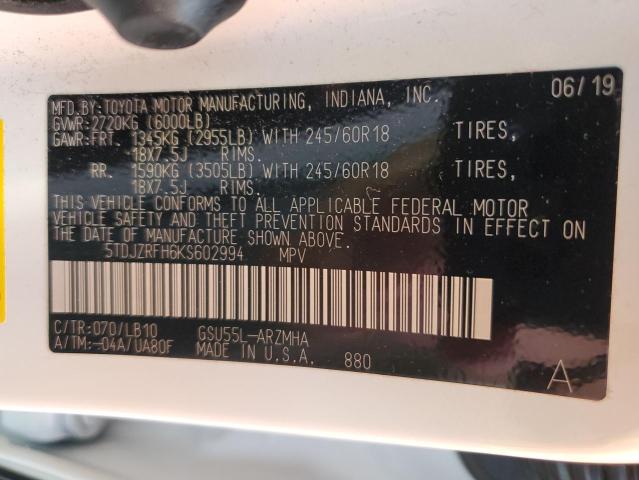 MFD.BY:TOYOTA MOTOR MANUFACTURING, INDIANA, INC. 06/19
GVWR:2720KG (6000LB)
GAWR:FRT. 1345KG (2955LB) WITH 245/60R18 TIRES,
18X7.5J RIMS.
RR. 1590KG (3505LB) WITH 245/60R18 TIRES,
18X7.5J RIMS.
THIS VEHICLE CONFORMS TO ALL APPLICABLE FEDERAL MOTOR
VEHICLE SAFETY AND THEFT PREVENTION STANDARDS IN EFFECT ON
THE DATE OF MANUFACTURE SHOWN ABOVE.
5TDJZRFH6KS602994 MPV
C/TR:070/LB10 GSU55L-ARZMHA
A/TM:-04A/UA80F MADE IN U.S.A. 880 A